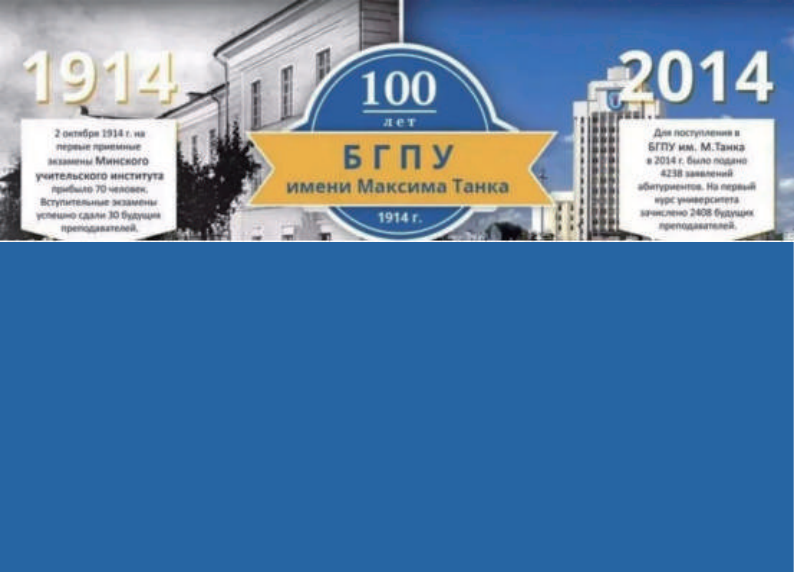 1914
2 октября 1914 г. на
первые приемные
экзамены Минского
учительского института
прибыло 70 человек.
Вступительные экзамены
успешно сдали 30 будущих
преподавателей.
100
лет
БГПУ
имени Максима Танка
1914 г.
2014
Для поступления в
БГПУ им. М.Танка
в 2014 г. было подано
4238 заявлений
абитуриентов. На первый
курс университета
зачислено 2408 будущих
преподавателей.